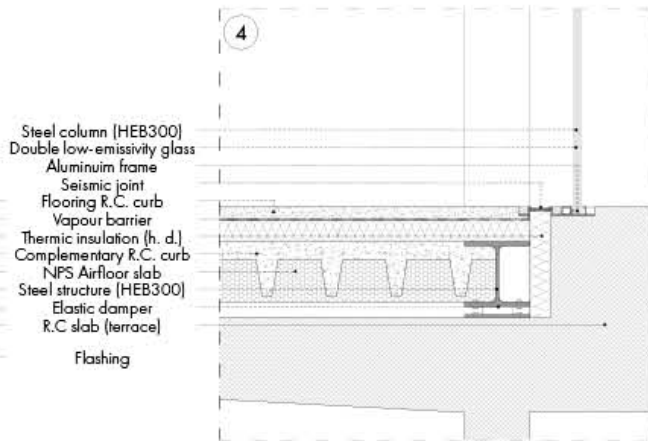 4
Steel column (HEB300)
Double low-emissivity glass
Aluminuim frame
Seismic joint
Flooring R.C. curb
Vapour barrier
Thermic insulation (h. d.)
Complementary R.C. curb
NPS Airfloor slab
Steel structure (HEB300)
Elastic damper
R.C slab (terrace)
Flashing